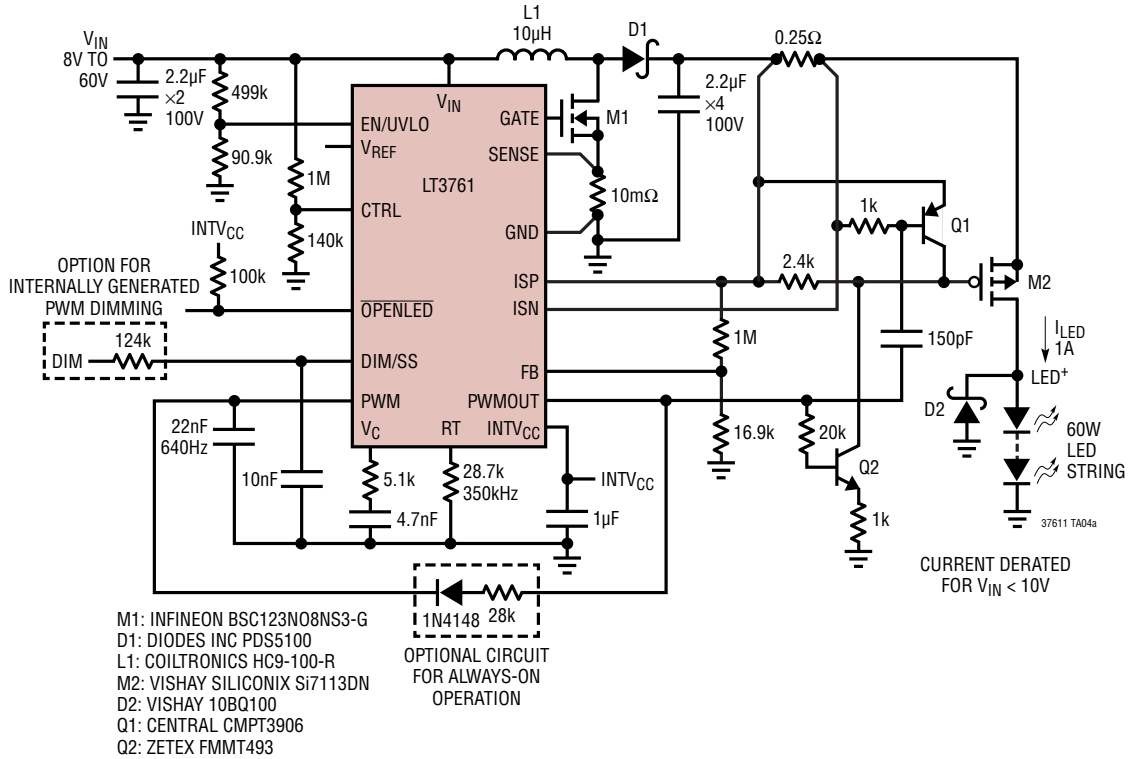 L1
10µH
D1
0.25Ω
VIN
8V TO
60V
2.2µF
×2
100V
499k
90.9k
1M
140k
VIN
EN/UVLO
VREF
CTRL
LT3761
GATE
SENSE
GND
M1
10mΩ
2.2µF
×4
100V
1k
Q1
2.4k
M2
INTVCC
100k
OPTION FOR
INTERNALLY GENERATED
PWM DIMMING
DIM
124k
OPENLED
DIM/SS
PWM
VC
RT
ISP
ISN
FB
PWMOUT
INTVCC
1M
16.9k
150pF
20k
Q2
1k
ILED
1A
LED+
D2
60W
LED
STRING
37611 TA04a
22nF
640Hz
10nF
5.1k
4.7nF
28.7k
350kHz
INTVCC
1µF
CURRENT DERATED
FOR VIN < 10V
1N4148
28k
OPTIONAL CIRCUIT
FOR ALWAYS-ON
OPERATION
M1: INFINEON BSC123NO8NS3-G
D1: DIODES INC PDS5100
L1: COILTRONICS HC9-100-R
M2: VISHAY SILICONIX Si7113DN
D2: VISHAY 10BQ100
Q1: CENTRAL CMPT3906
Q2: ZETEX FMMT493